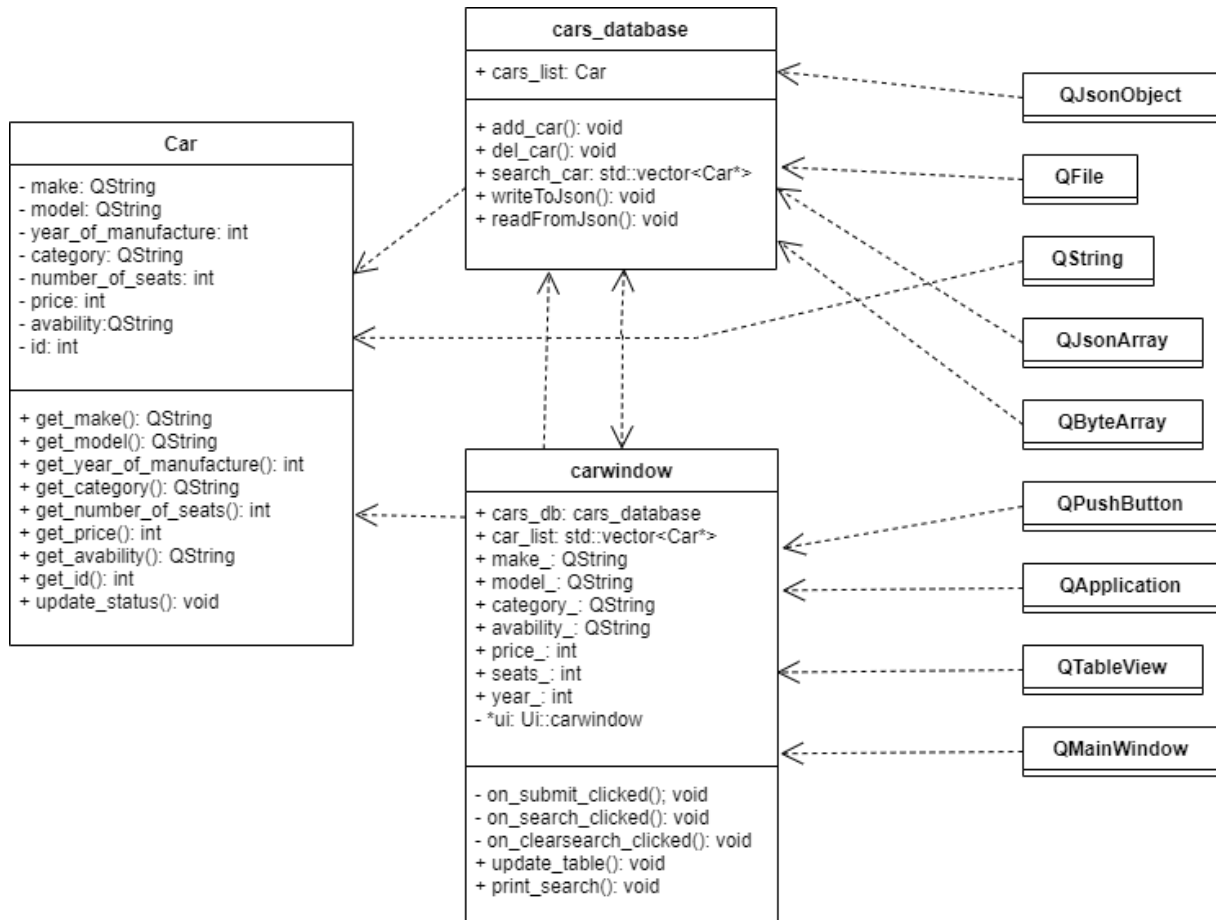 cars_database
+ cars_list: Car
+ add_car(): void
+ del_car(): void
+ search_car: std::vector<Car*>
+ writeToJson(): void
+ readFromJson(): void
Car
- make: QString
- model: QString
- year_of_manufacture: int
- category: QString
- number_of_seats: int
- price: int
- avability:QString
- id: int
+ get_make(): QString
+ get_model(): QString
+ get_year_of_manufacture(): int
+ get_category(): QString
+ get_number_of_seats(): int
+ get_price(): int
+ get_avability(): QString
+ get_id(): int
+ update_status(): void
carwindow
+ cars_db: cars_database
+ car_list: std::vector<Car*>
+ make_: QString
+ model_: QString
+ category_: QString
+ avability_: QString
+ price_: int
+ seats_: int
+ year_: int
- *ui: Ui::carwindow
- on_submit_clicked(); void
- on_search_clicked(): void
- on_clearsearch_clicked(): void
+ update_table(): void
+ print_search(): void
QJsonObject
QFile
QString
QJsonArray
QByteArray
QPushButton
QApplication
QTableView
QMainWindow